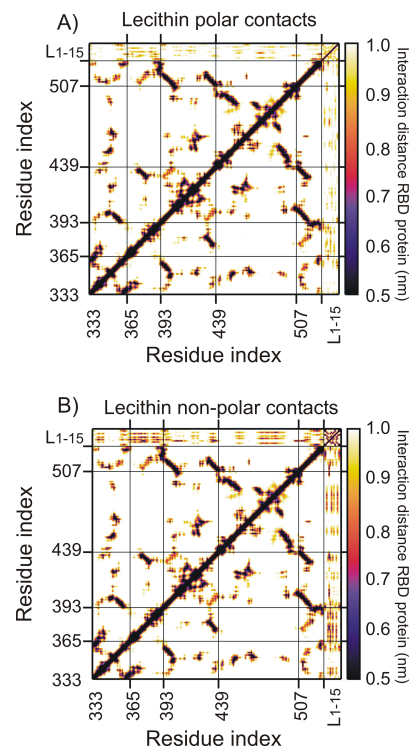 A) Lecithin polar contacts
L1-15
507
439
393
365
333
Residue index
333 365 393 439 507 L1-15
Residue index
1.0
0.9
0.8
0.7
0.6
0.5
Interaction distance RBD protein (nm)
B) Lecithin non-polar contacts
L1-15
507
439
393
365
333
Residue index
333 365 393 439 507 L1-15
Residue index
1.0
0.9
0.8
0.7
0.6
0.5
Interaction distance RBD protein (nm)